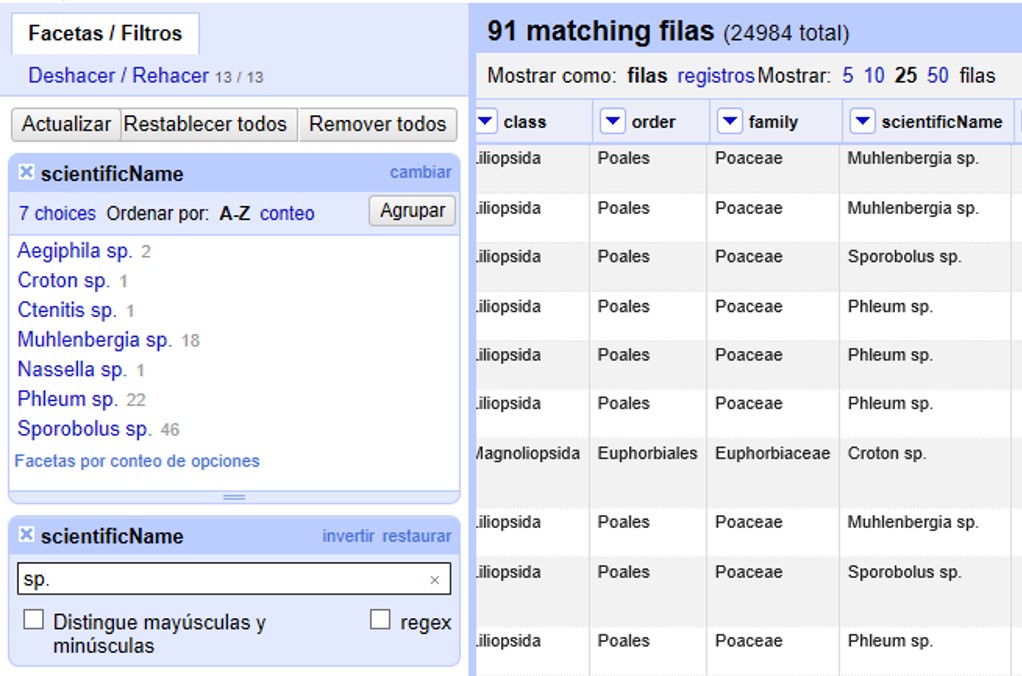 Facetas / Filtros
Deshacer / Rehacer 13 / 13
Actualizar Restablecer todos Remover todos
scientificName cambiar
7 choices Ordenar por: A-Z conteo Agrupar
Aegiphila sp. 2
Croton sp. 1
Ctenitis sp. 1
Muhlenbergia sp. 18
Nassella sp. 1
Phleum sp. 22
Sporobolus sp. 46
Facetas por conteo de opciones
scientificName invertir restaurar
sp. ×
Distingue mayúsculas y minúsculas
regex
91 matching filas (24984 total)
Mostrar como: filas registros Mostrar: 5 10 25 50 filas
class order family scientificName
iliopsida Poales Poaceae Muhlenbergia sp.
iliopsida Poales Poaceae Muhlenbergia sp.
iliopsida Poales Poaceae Sporobolus sp.
iliopsida Poales Poaceae Phleum sp.
iliopsida Poales Poaceae Phleum sp.
iliopsida Poales Poaceae Phleum sp.
Magnoliopsida Euphorbiales Euphorbiaceae Croton sp.
iliopsida Poales Poaceae Muhlenbergia sp.
iliopsida Poales Poaceae Sporobolus sp.
iliopsida Poales Poaceae Phleum sp.